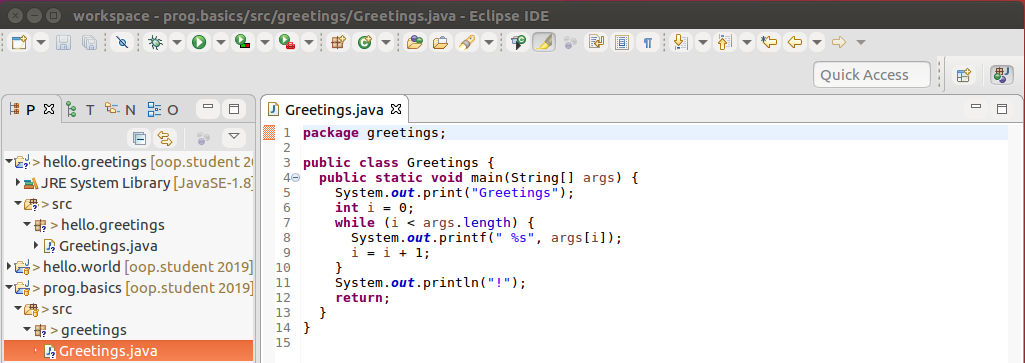 workspace - prog.basics/src/greetings/Greetings.java - Eclipse IDE
Quick Access
P T N O
> hello.greetings [oop.student 20
JRE System Library [JavaSE-1.8]
> src
> hello.greetings
> Greetings.java
> hello.world [oop.student 2019]
> prog.basics [oop.student 2019]
> src
> greetings
> Greetings.java
Greetings.java
1 package greetings;
2
3 public class Greetings {
4 public static void main(String[] args) {
5 System.out.print("Greetings");
6 int i = 0;
7 while (i < args.length) {
8 System.out.printf(" %s", args[i]);
9 i = i + 1;
10 }
11 System.out.println("!");
12 return;
13 }
14 }
15